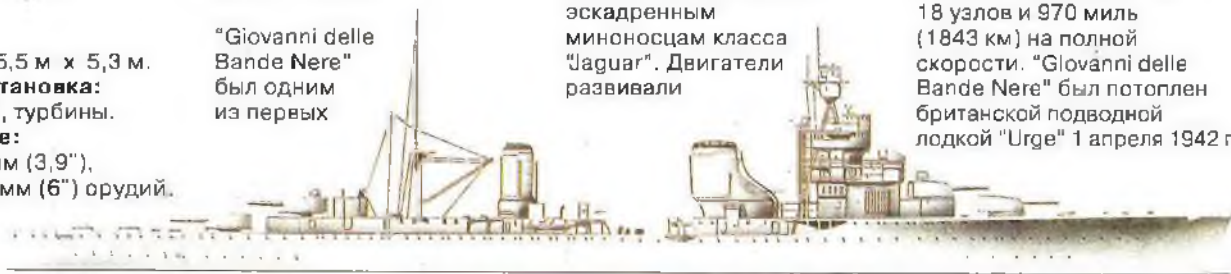 5,5 м x 5,3 м.
тановка:
, турбины.
е:
м (3,9"),
мм (6") орудий.
"Giovanni delle
Bande Nere"
был одним
из первых
эскадренным
миноносцам класса
"Jaguar". Двигатели
развивали
18 узлов и 970 миль
(1843 км) на полной
скорости. "Giovanni delle
Bande Nere" был потоплен
британской подводной
лодкой "Urge" 1 апреля 1942 г